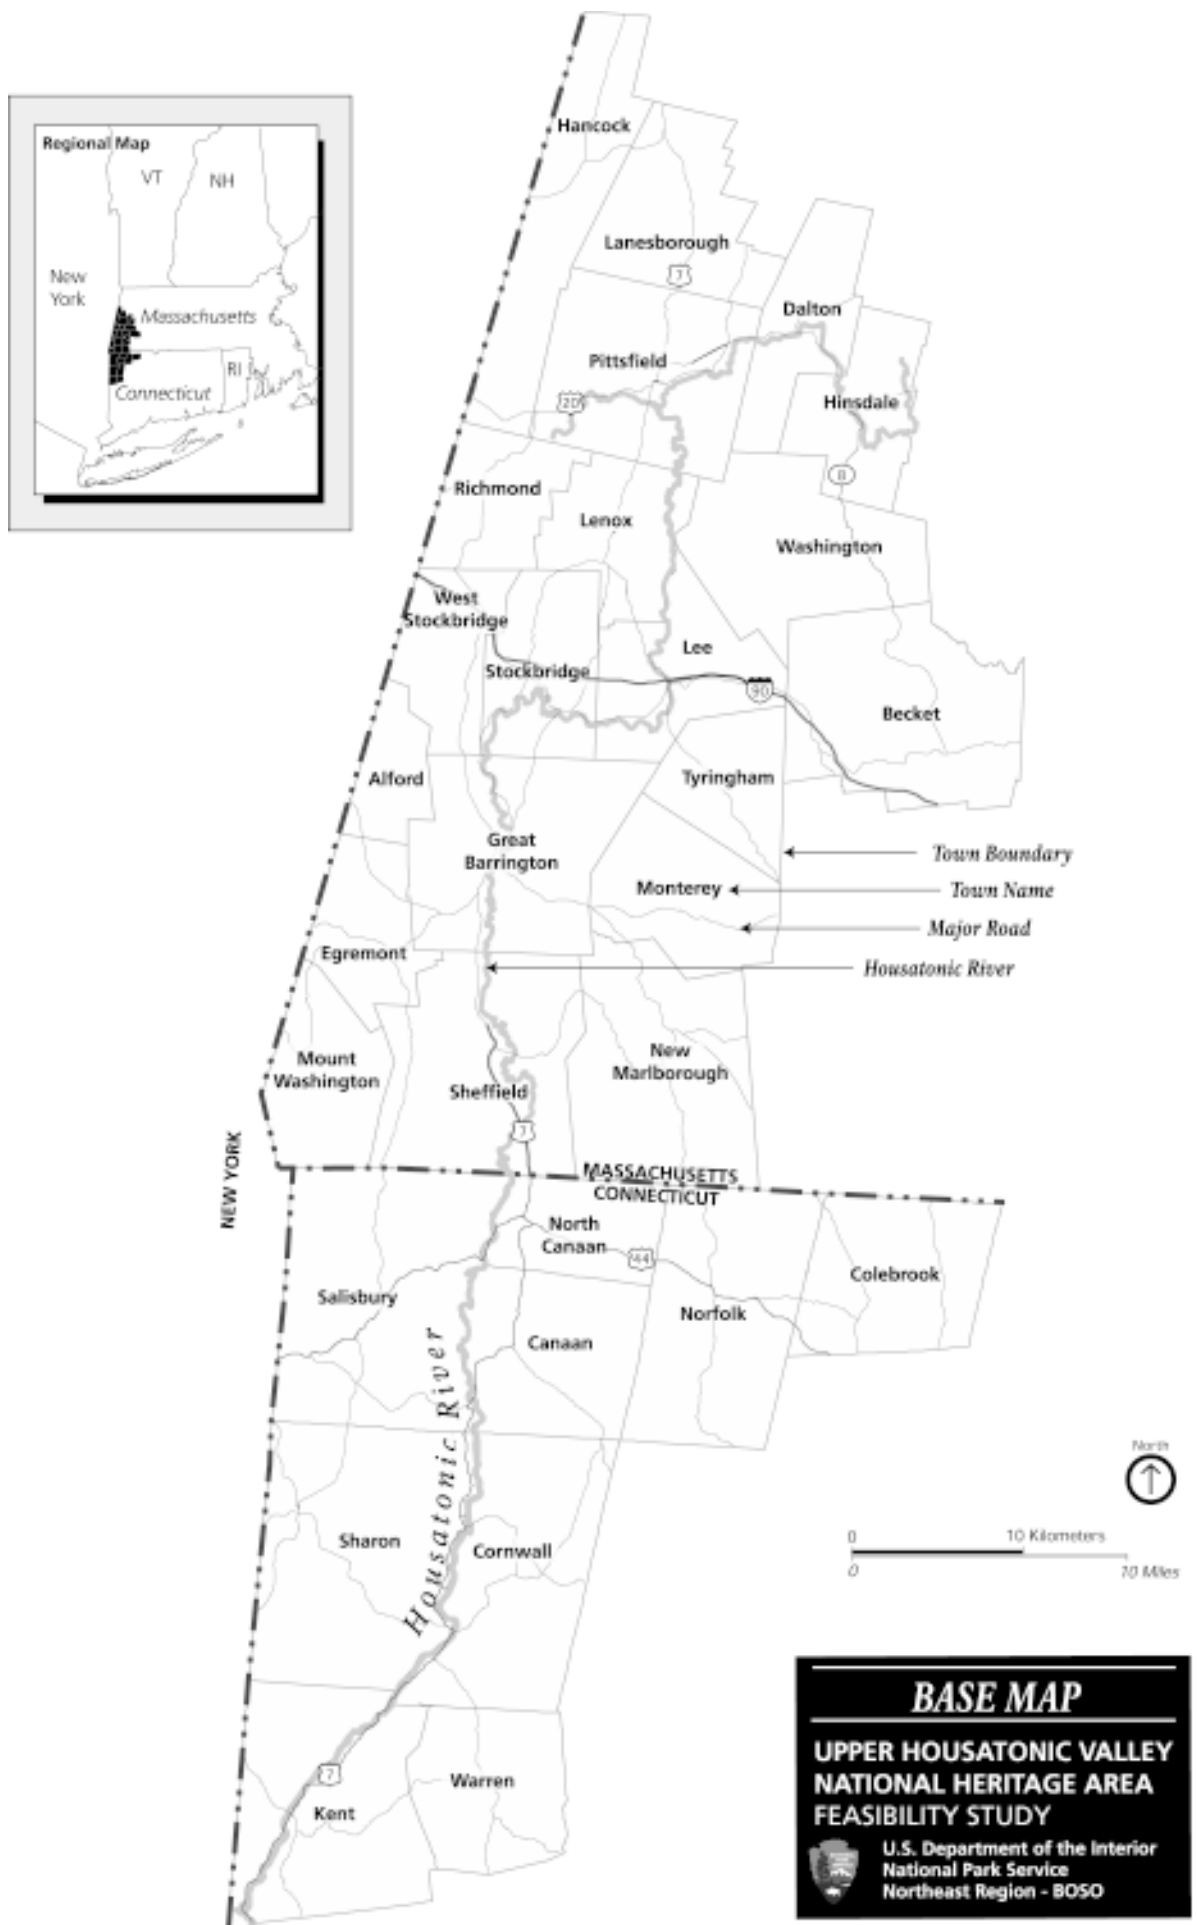 Regional Map
VT
NH
New
York
Massachusetts
RI
Connecticut
Hancock
Lanesborough
7
Dalton
Pittsfield
20
Hinsdale
8
Richmond
Lenox
Washington
West
Stockbridge
Lee
Stockbridge
90
Becket
Alford
Tyringham
Great
Barrington
Town Boundary
Monterey
Town Name
Major Road
Egremont
Housatonic River
Mount
Washington
New
Marlborough
Sheffield
7
NEW YORK
MASSACHUSETTS
CONNECTICUT
North
Canaan
44
Colebrook
Salisbury
Norfolk
Canaan
Housatonic River
North
Sharon
Cornwall
0
10 Kilometers
0
10 Miles
7
Warren
Kent
BASE MAP
UPPER HOUSATONIC VALLEY
NATIONAL HERITAGE AREA
FEASIBILITY STUDY
U.S. Department of the Interior
National Park Service
Northeast Region - BOSO